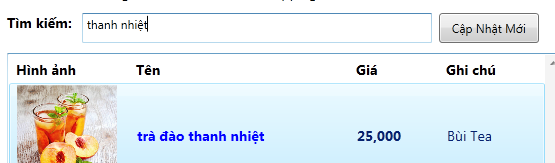 Tìm kiếm: thanh nhiệt Cập Nhật Mới
Hình ảnh Tên Giá Ghi chú
trà đào thanh nhiệt 25,000 Bùi Tea